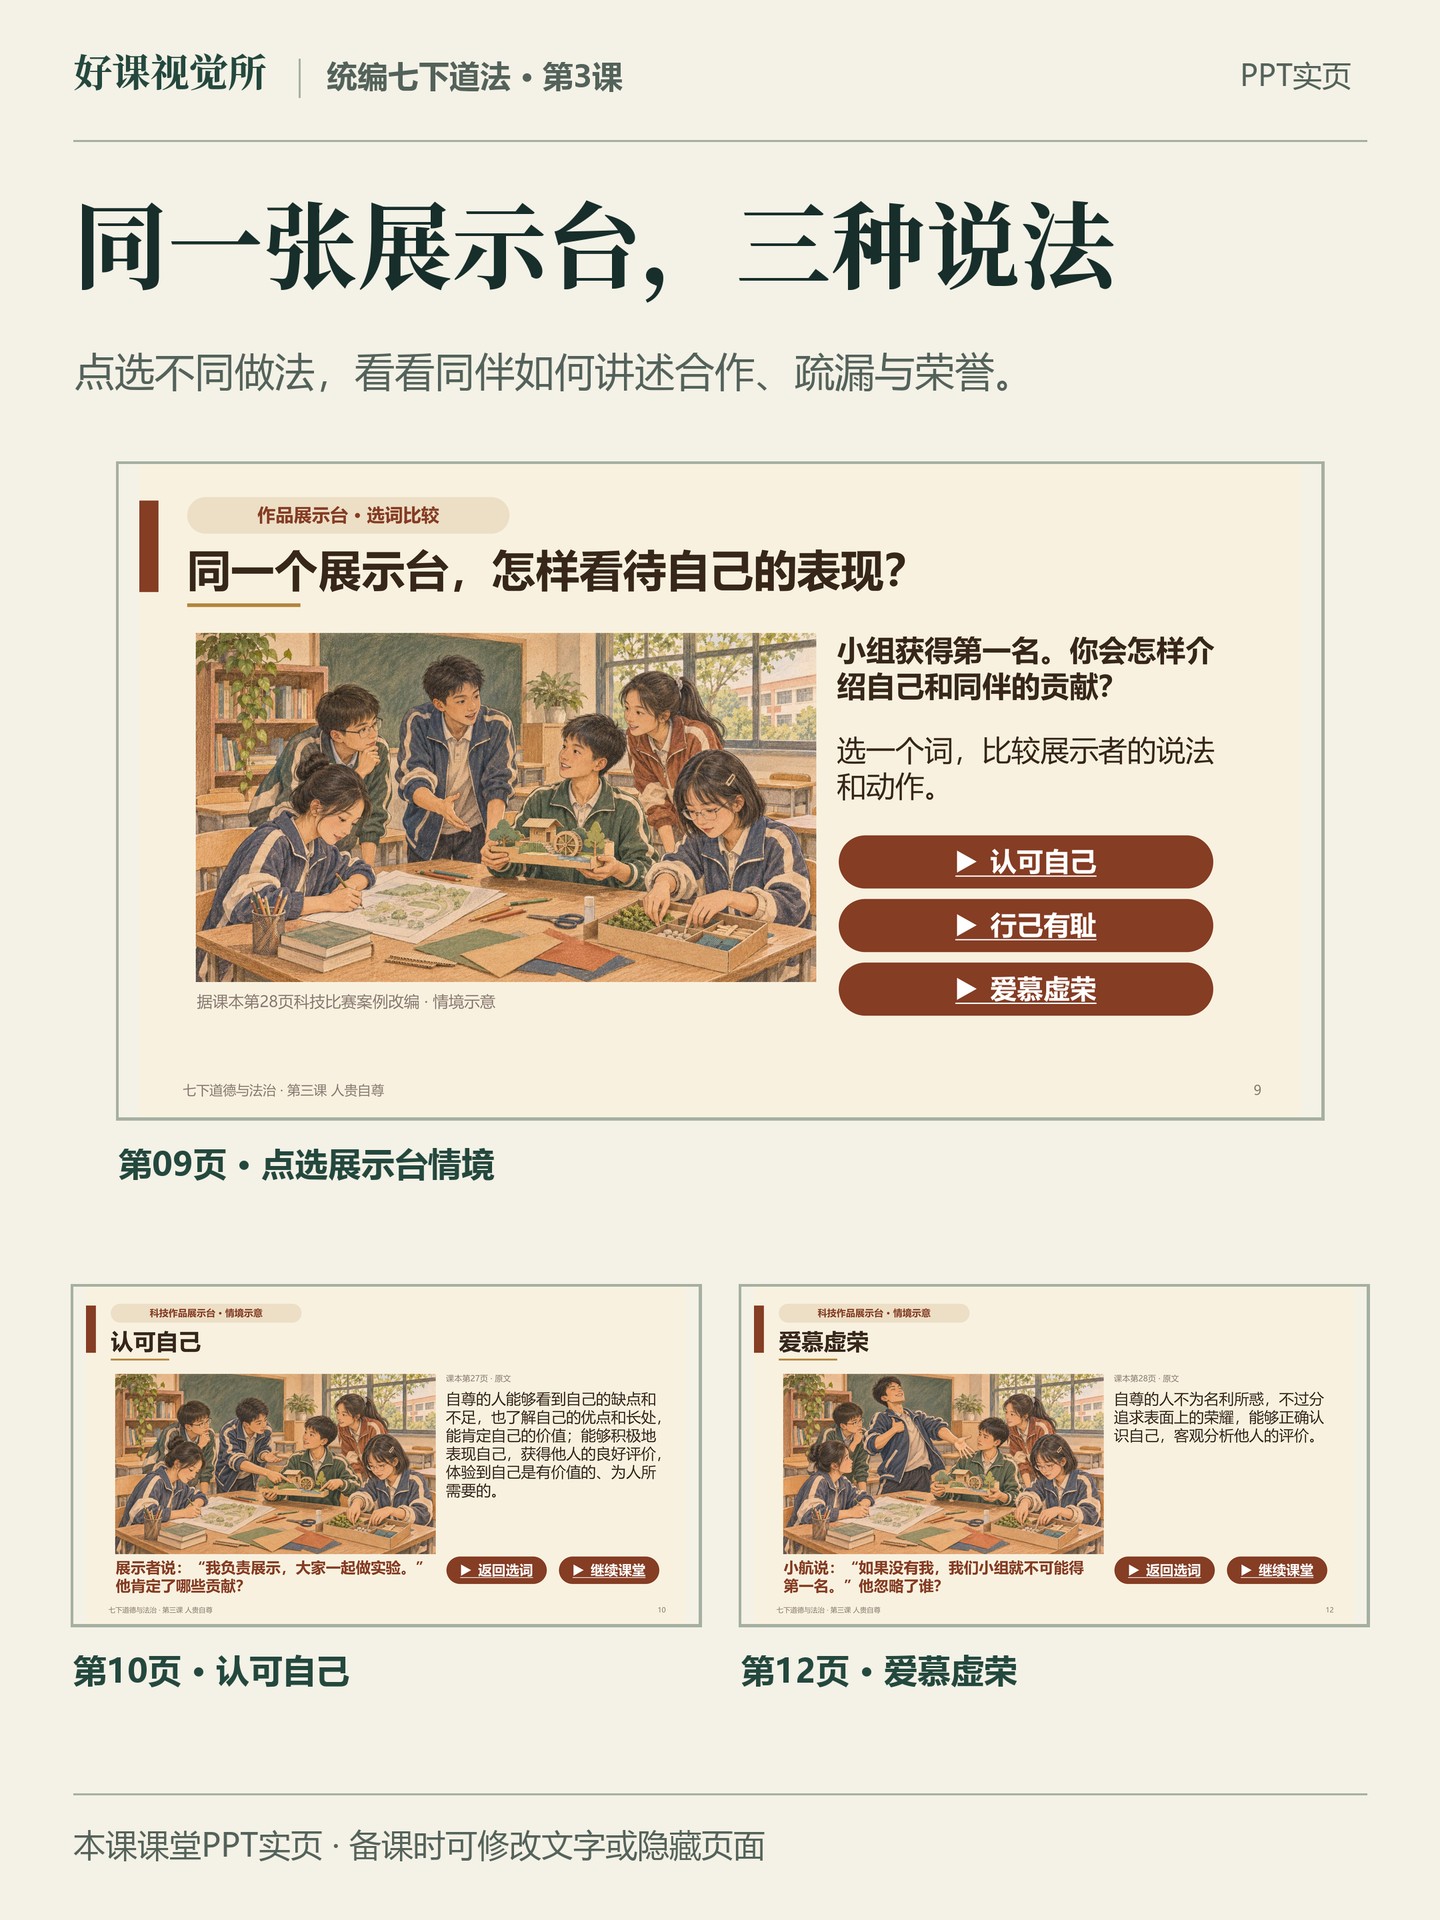 好课视觉所
统编七下道法·第3课
PPT实页
同一张展示台，三种说法
点选不同做法，看看同伴如何讲述合作、疏漏与荣誉。
作品展示台·选词比较
同一个展示台，怎样看待自己的表现？
小组获得第一名。你会怎样介
绍自己和同伴的贡献？
选一个词，比较展示者的说法
和动作。
▶ 认可自己
▶ 行己有耻
▶ 爱慕虚荣
据课本第28页科技比赛案例改编·情境示意
七下道德与法治·第三课 人贵自尊
9
第09页·点选展示台情境
科技作品展示台·情境示意
认可自己
课本第27页·原文
自尊的人能够看到自己的缺点和
不足，也了解自己的优点和长处，
能肯定自己的价值；能够积极地
表现自己，获得他人的良好评价，
体验到自己是有价值的、为人所
需要的。
展示者说：“我负责展示，大家一起做实验。”
他肯定了哪些贡献？
▶ 返回选词
▶ 继续课堂
七下道德与法治·第三课 人贵自尊
10
第10页·认可自己
科技作品展示台·情境示意
爱慕虚荣
课本第28页·原文
自尊的人不为名利所惑，不过分
追求表面上的荣耀，能够正确认
识自己，客观分析他人的评价。
小航说：“如果没有我，我们小组就不可能得
第一名。”他忽略了谁？
▶ 返回选词
▶ 继续课堂
七下道德与法治·第三课 人贵自尊
12
第12页·爱慕虚荣
本课课堂PPT实页·备课时可修改文字或隐藏页面